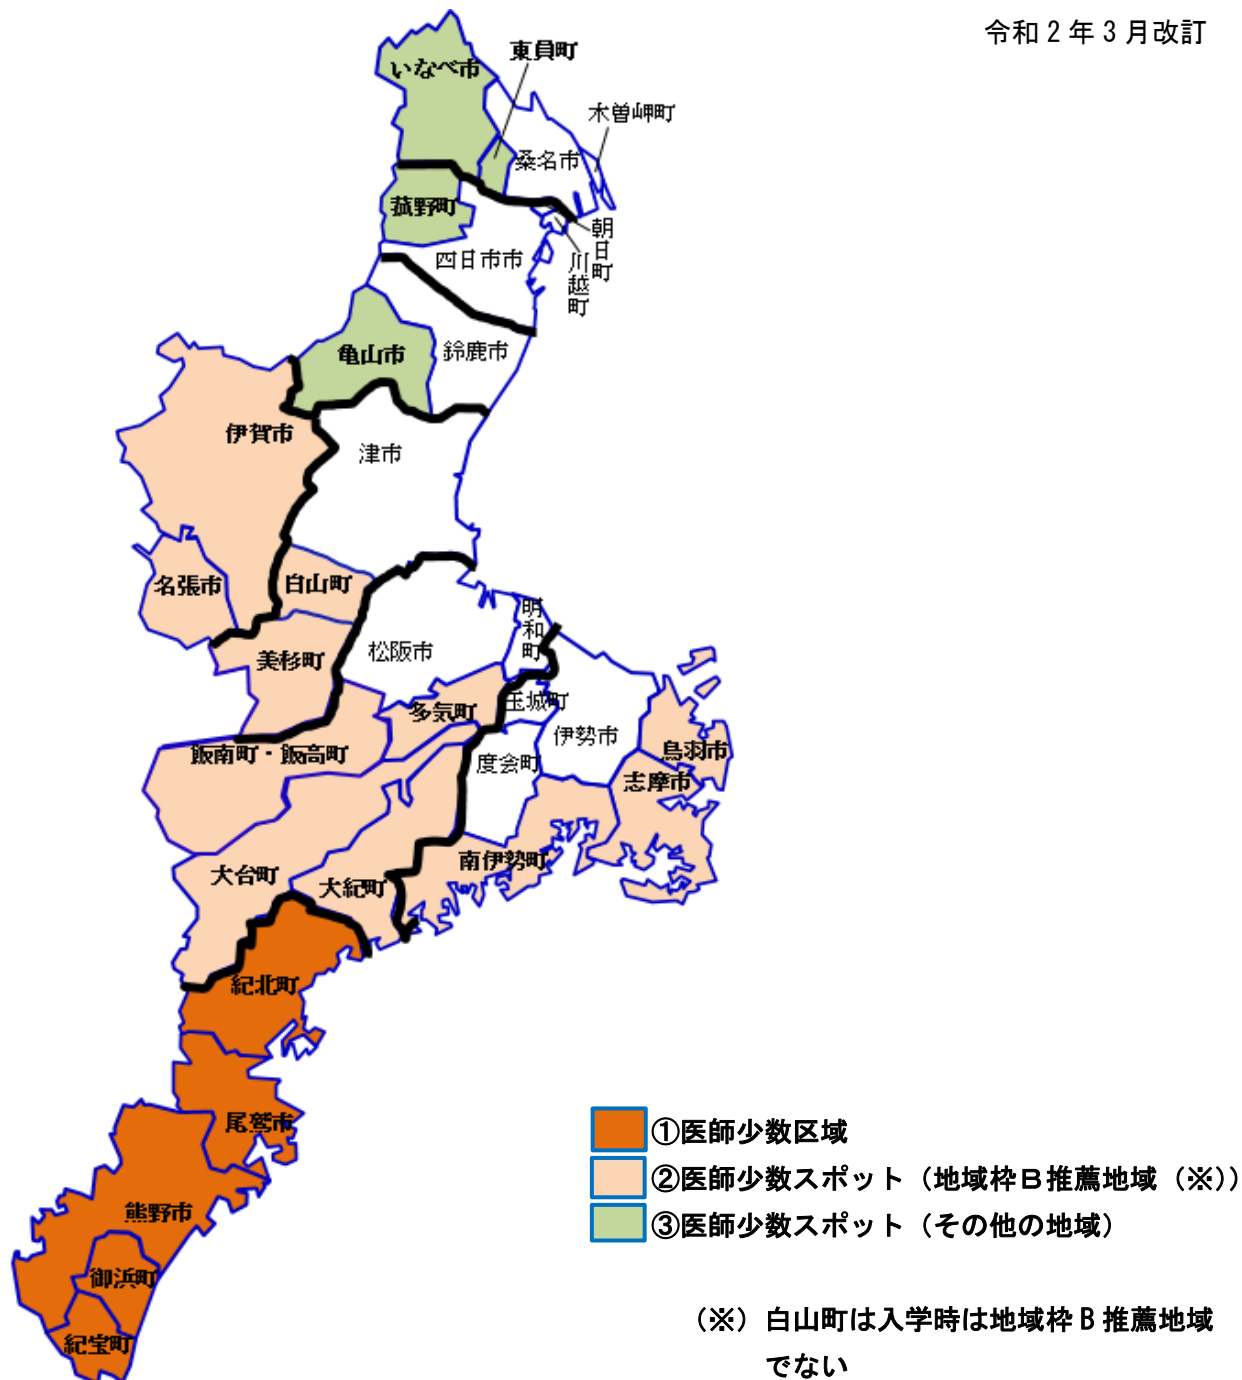 令和2年3月改訂
いなべ市
東員町
木曽岬町
桑名市
菰野町
朝日町
川越町
四日市市
亀山市
鈴鹿市
伊賀市
津市
名張市
白山町
明和町
松阪市
美杉町
多気町
玉城町
伊勢市
鳥羽市
飯南町・飯高町
度会町
志摩市
南伊勢町
大台町
大紀町
紀北町
尾鷲市
熊野市
御浜町
紀宝町
①医師少数区域
②医師少数スポット（地域枠B推薦地域（※））
③医師少数スポット（その他の地域）
（※）白山町は入学時は地域枠B推薦地域
でない